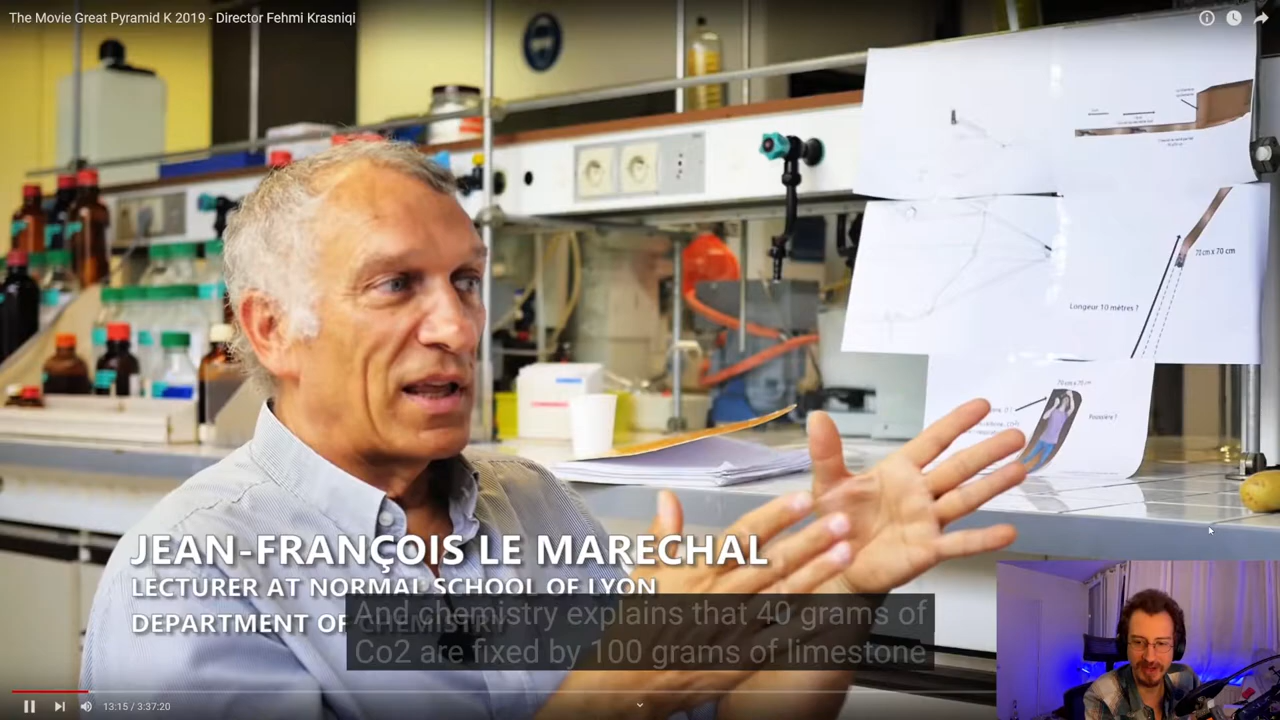 The Movie Great Pyramid K 2019 - Director Fehmi Krasniqi
70 cm x 70 cm
Longeur 10 mètres ?
Poussière ?
JEAN-FRANÇOIS LE MARECHAL
LECTURER AT NORMAL SCHOOL OF LYON
DEPARTMENT OF CHEMISTRY
And chemistry explains that 40 grams of
Co2 are fixed by 100 grams of limestone
13:15 / 3:37:20